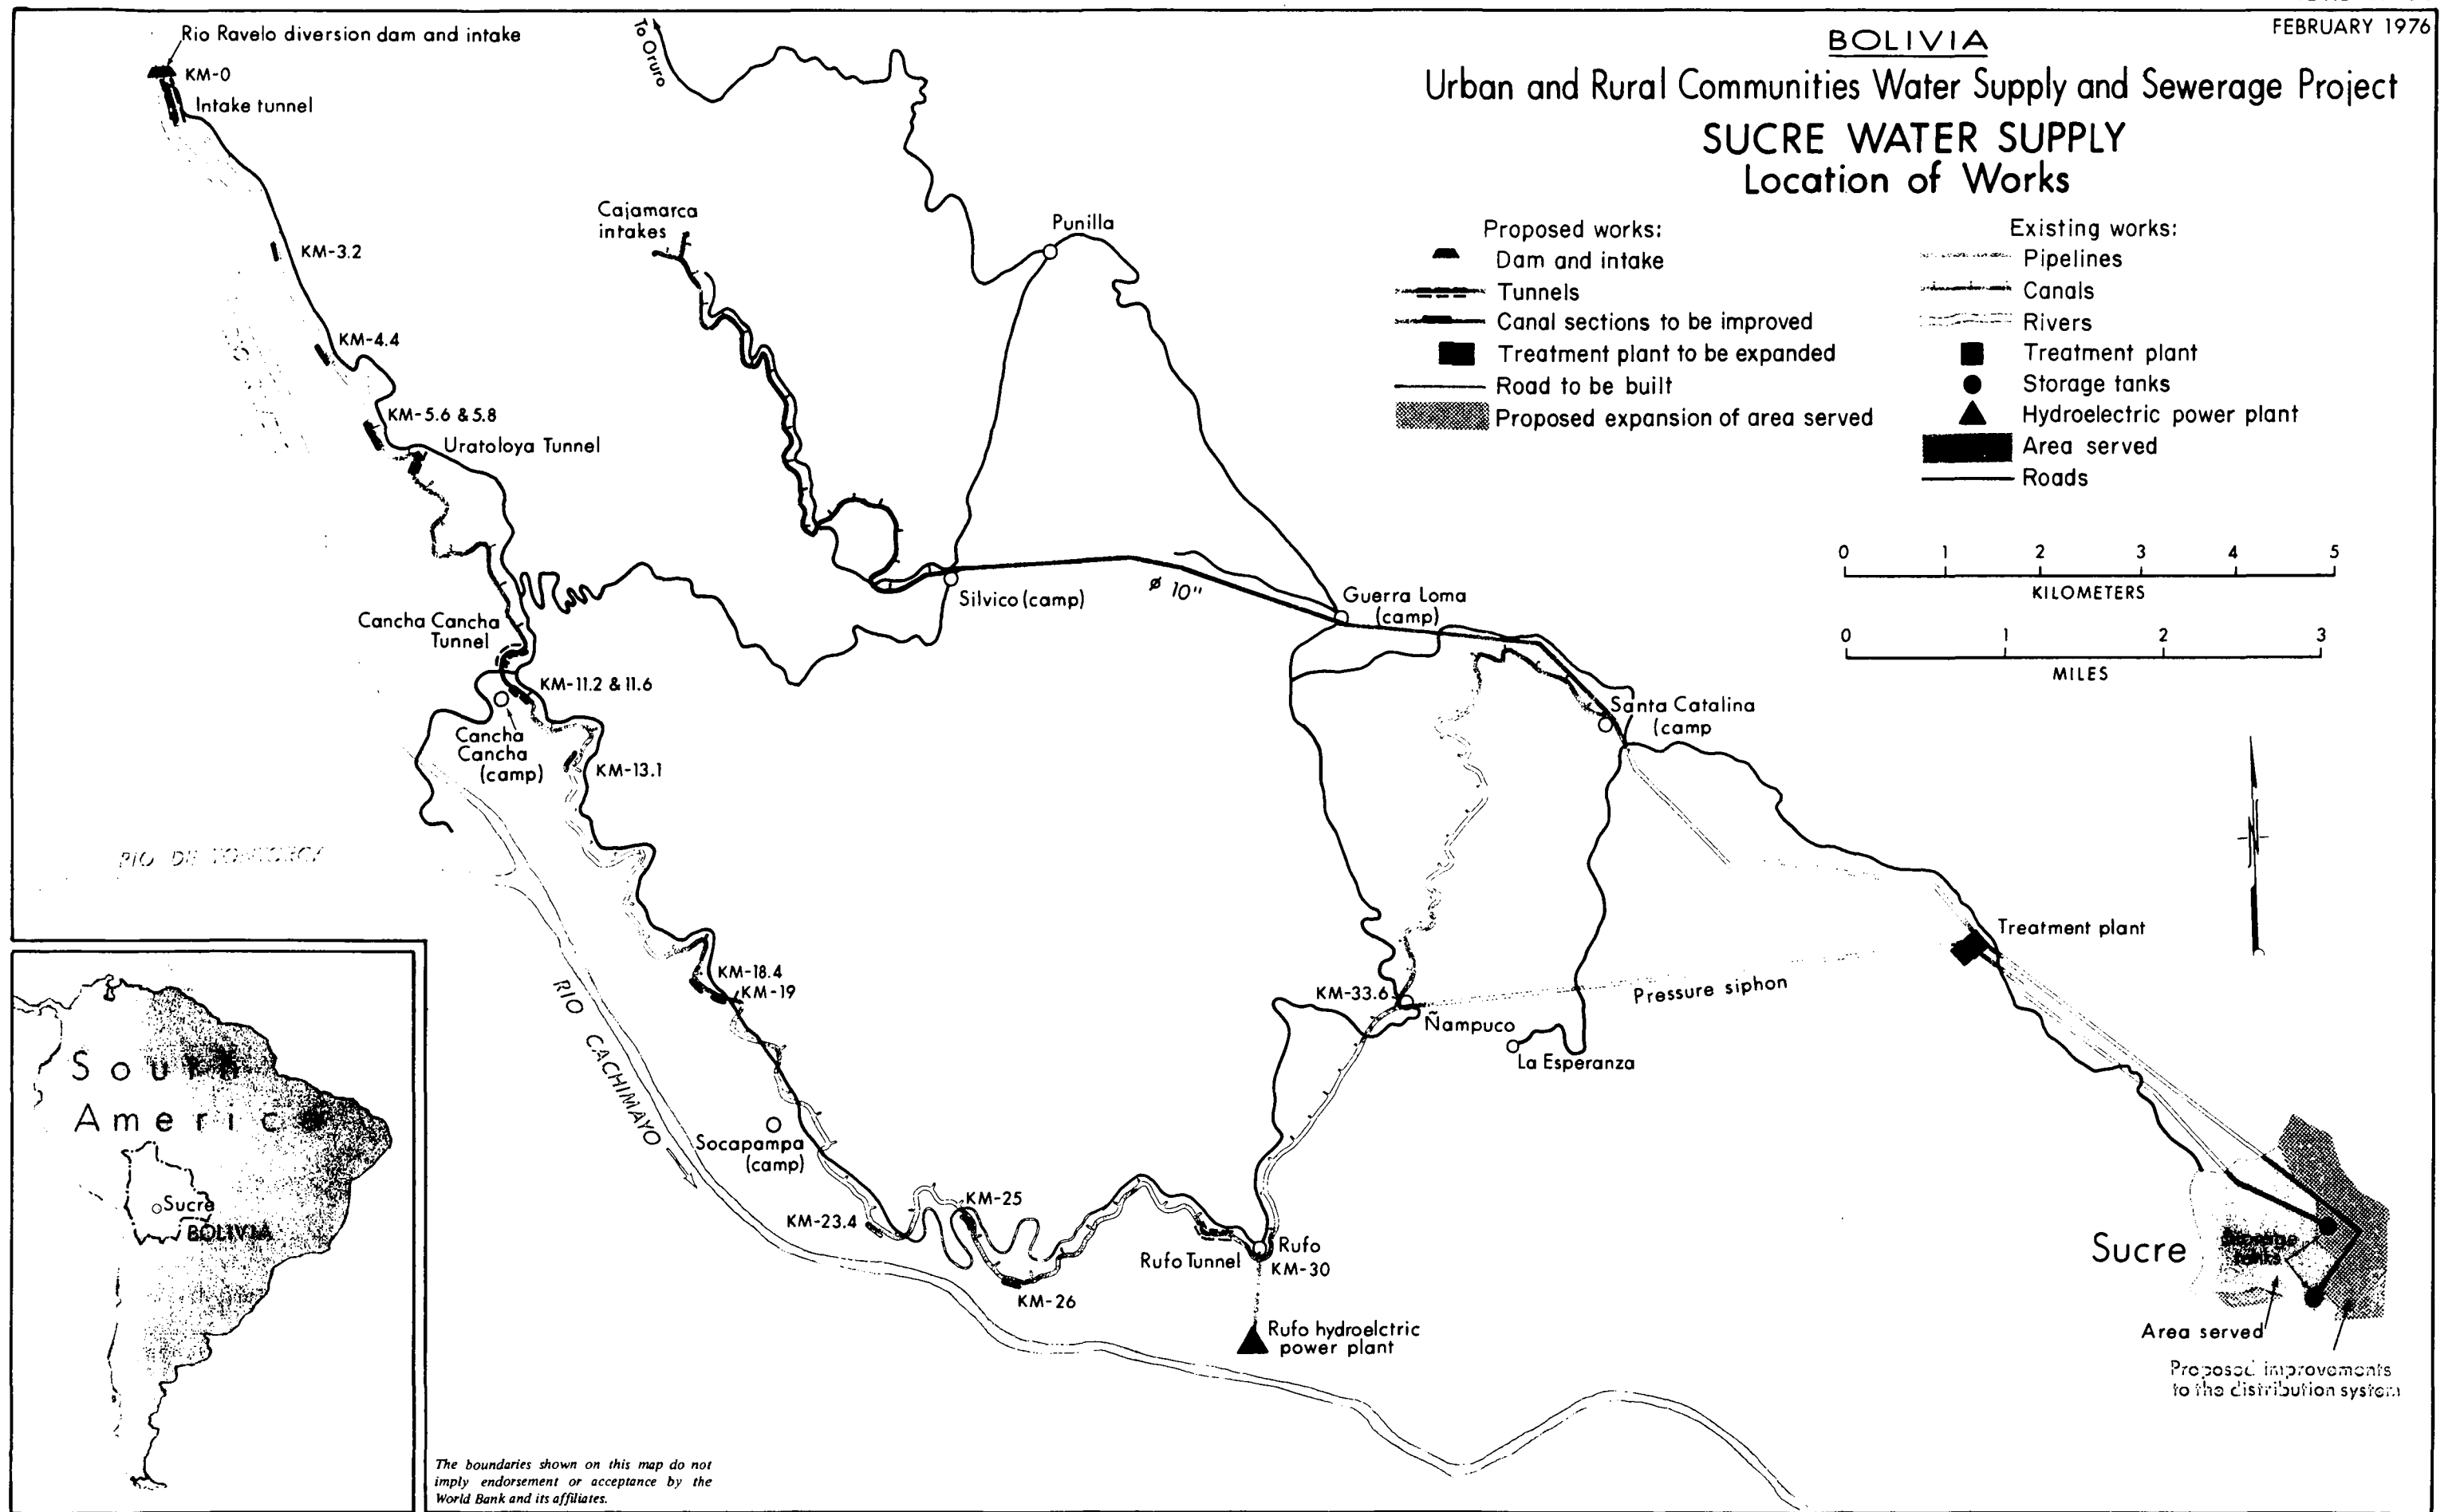 FEBRUARY 1976
BOLIVIA
Urban and Rural Communities Water Supply and Sewerage Project
SUCRE WATER SUPPLY
Location of Works
Proposed works:
Dam and intake
Tunnels
Canal sections to be improved
Treatment plant to be expanded
Road to be built
Proposed expansion of area served
Existing works:
Pipelines
Canals
Rivers
Treatment plant
Storage tanks
Hydroelectric power plant
Area served
Roads
0 1 2 3 4 5
KILOMETERS
0 1 2 3
MILES
N
Rio Ravelo diversion dam and intake
KM-0
Intake tunnel
To Oruro
KM-3.2
Cajamarca
intakes
Punilla
KM-4.4
KM-5.6 & 5.8
Uratoloya Tunnel
Silvico (camp)
ø 10"
Guerra Loma
(camp)
Cancha Cancha
Tunnel
KM-11.2 & 11.6
Cancha
Cancha
(camp)
KM-13.1
Santa Catalina
(camp
RIO DE
Treatment plant
KM-18.4
KM-19
RIO CACHIMAYO
KM-33.6
Ñampuco
Pressure siphon
La Esperanza
Socapampa
(camp)
KM-23.4
KM-25
KM-26
Rufo Tunnel
Rufo
KM-30
Rufo hydroelctric
power plant
Sucre
Storage
tanks
Area served
Proposed improvements
to the distribution system
South
America
Sucre
BOLIVIA
The boundaries shown on this map do not
imply endorsement or acceptance by the
World Bank and its affiliates.